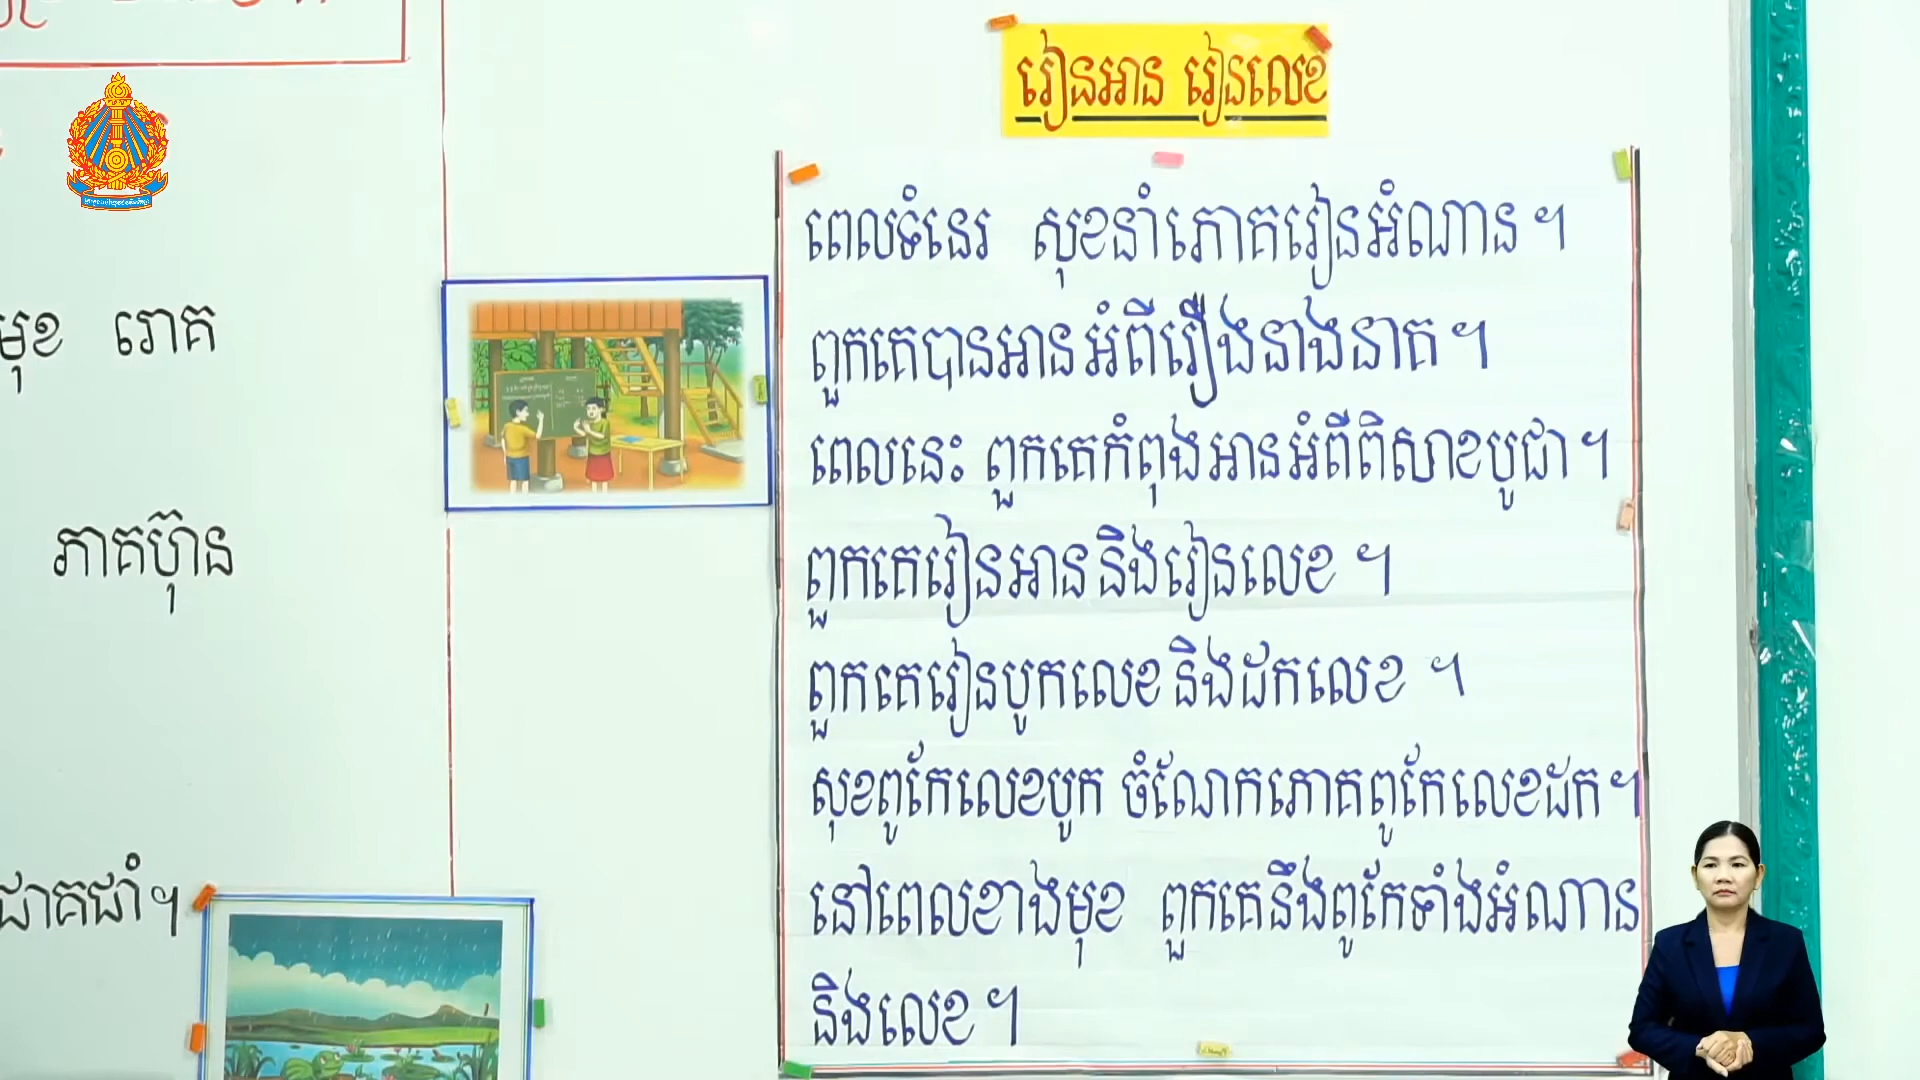 រៀនអាន រៀនលេខ
ពេលទំនេរ សុខនាំភោគរៀនអំណាន។
ពួកគេបានអានអំពីរឿងនាងនាគ។
ពេលនេះ ពួកគេកំពុងអានអំពីពិសាខបូជា។
ពួកគេរៀនអាននិងរៀនលេខ ។
ពួកគេរៀនបូកលេខ និងដកលេខ ។
សុខពូកែលេខបូក ចំណែកភោគពូកែលេខដក។
នៅពេលខាងមុខ ពួកគេនឹងពូកែទាំងអំណាន
និងលេខ។
មុខ រោគ
ភាគហ៊ុន
ជោគជាំ។